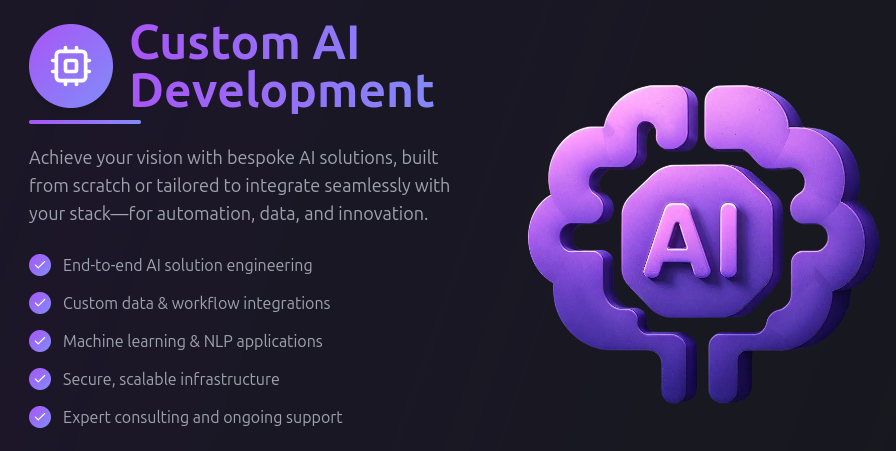 Custom AI
Development
Achieve your vision with bespoke AI solutions, built
from scratch or tailored to integrate seamlessly with
your stack—for automation, data, and innovation.
End-to-end AI solution engineering
Custom data & workflow integrations
Machine learning & NLP applications
Secure, scalable infrastructure
Expert consulting and ongoing support
AI